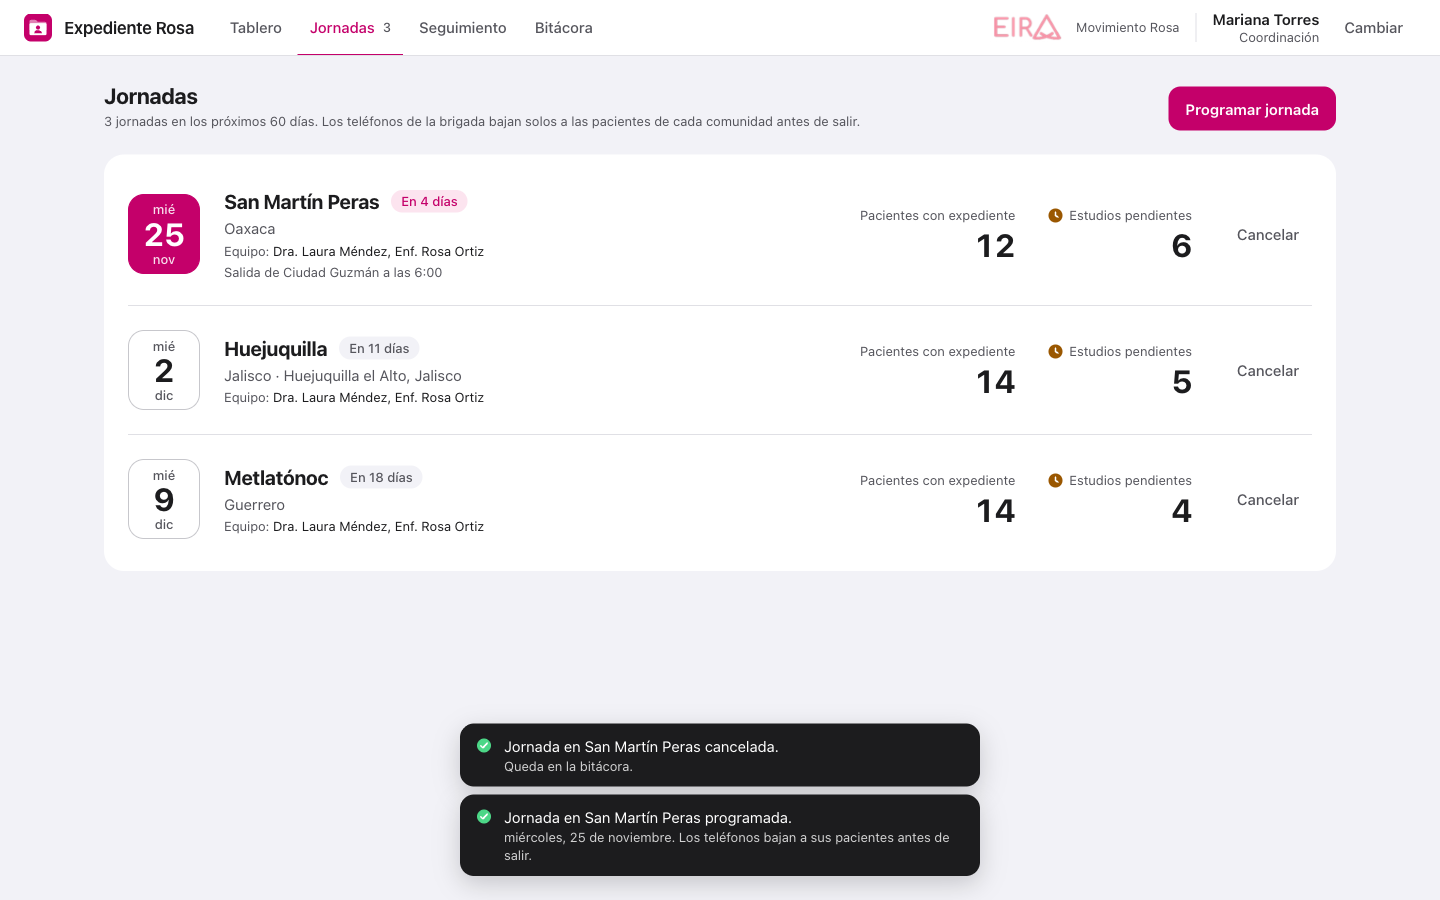 Expediente Rosa
Tablero
Jornadas 3
Seguimiento
Bitácora
EIRA
Movimiento Rosa
Mariana Torres
Coordinación
Cambiar
Jornadas
3 jornadas en los próximos 60 días. Los teléfonos de la brigada bajan solos a las pacientes de cada comunidad antes de salir.
Programar jornada
mié
25
nov
San Martín Peras
En 4 días
Oaxaca
Equipo: Dra. Laura Méndez, Enf. Rosa Ortiz
Salida de Ciudad Guzmán a las 6:00
Pacientes con expediente
12
Estudios pendientes
6
Cancelar
mié
2
dic
Huejuquilla
En 11 días
Jalisco · Huejuquilla el Alto, Jalisco
Equipo: Dra. Laura Méndez, Enf. Rosa Ortiz
Pacientes con expediente
14
Estudios pendientes
5
Cancelar
mié
9
dic
Metlatónoc
En 18 días
Guerrero
Equipo: Dra. Laura Méndez, Enf. Rosa Ortiz
Pacientes con expediente
14
Estudios pendientes
4
Cancelar
Jornada en San Martín Peras cancelada.
Queda en la bitácora.
Jornada en San Martín Peras programada.
miércoles, 25 de noviembre. Los teléfonos bajan a sus pacientes antes de
salir.